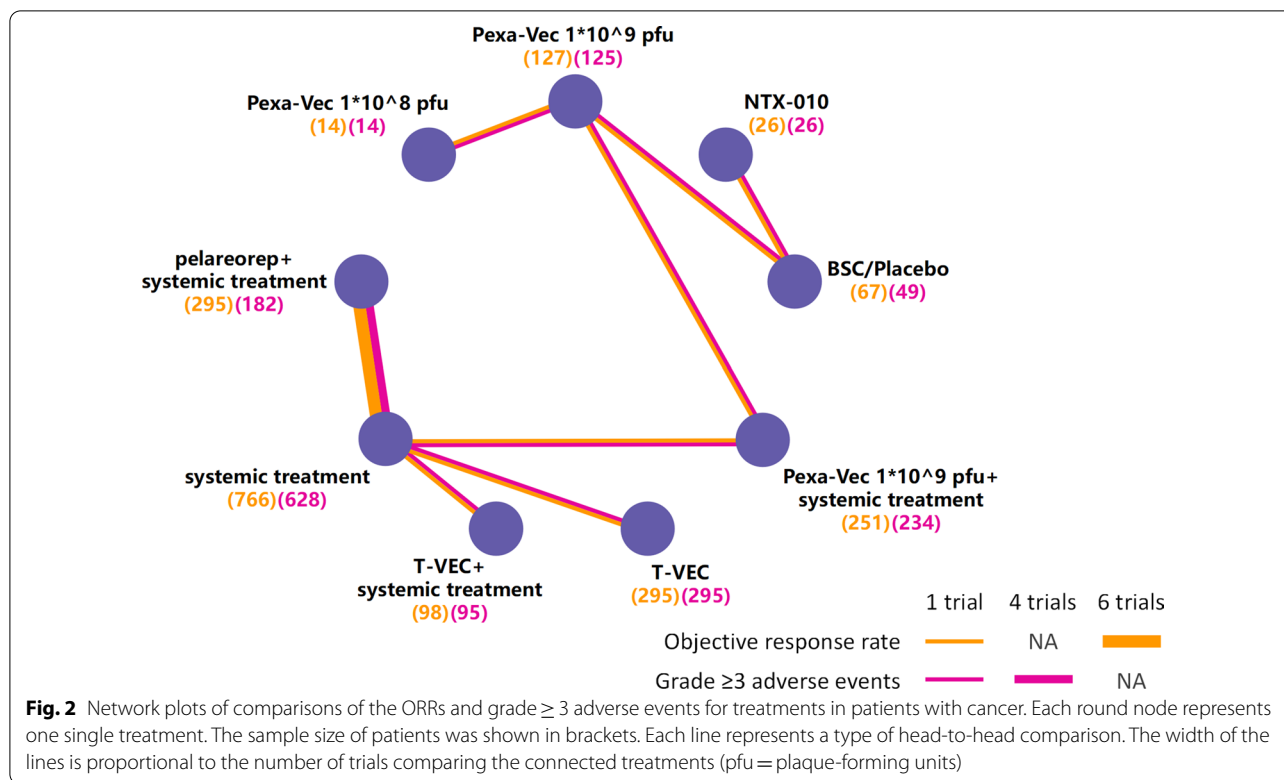 Pexa-Vec 1*10^9 pfu
(127)(125)
Pexa-Vec 1*10^8 pfu
(14)(14)
NTX-010
(26)(26)
pelareorep+
systemic treatment
(295)(182)
BSC/Placebo
(67)(49)
systemic treatment
(766)(628)
Pexa-Vec 1*10^9 pfu+
systemic treatment
(251)(234)
T-VEC+
systemic treatment
(98)(95)
T-VEC
(295)(295)
1 trial 4 trials 6 trials
Objective response rate NA
Grade ≥3 adverse events NA
Fig. 2 Network plots of comparisons of the ORRs and grade ≥ 3 adverse events for treatments in patients with cancer. Each round node represents
one single treatment. The sample size of patients was shown in brackets. Each line represents a type of head-to-head comparison. The width of the
lines is proportional to the number of trials comparing the connected treatments (pfu = plaque-forming units)